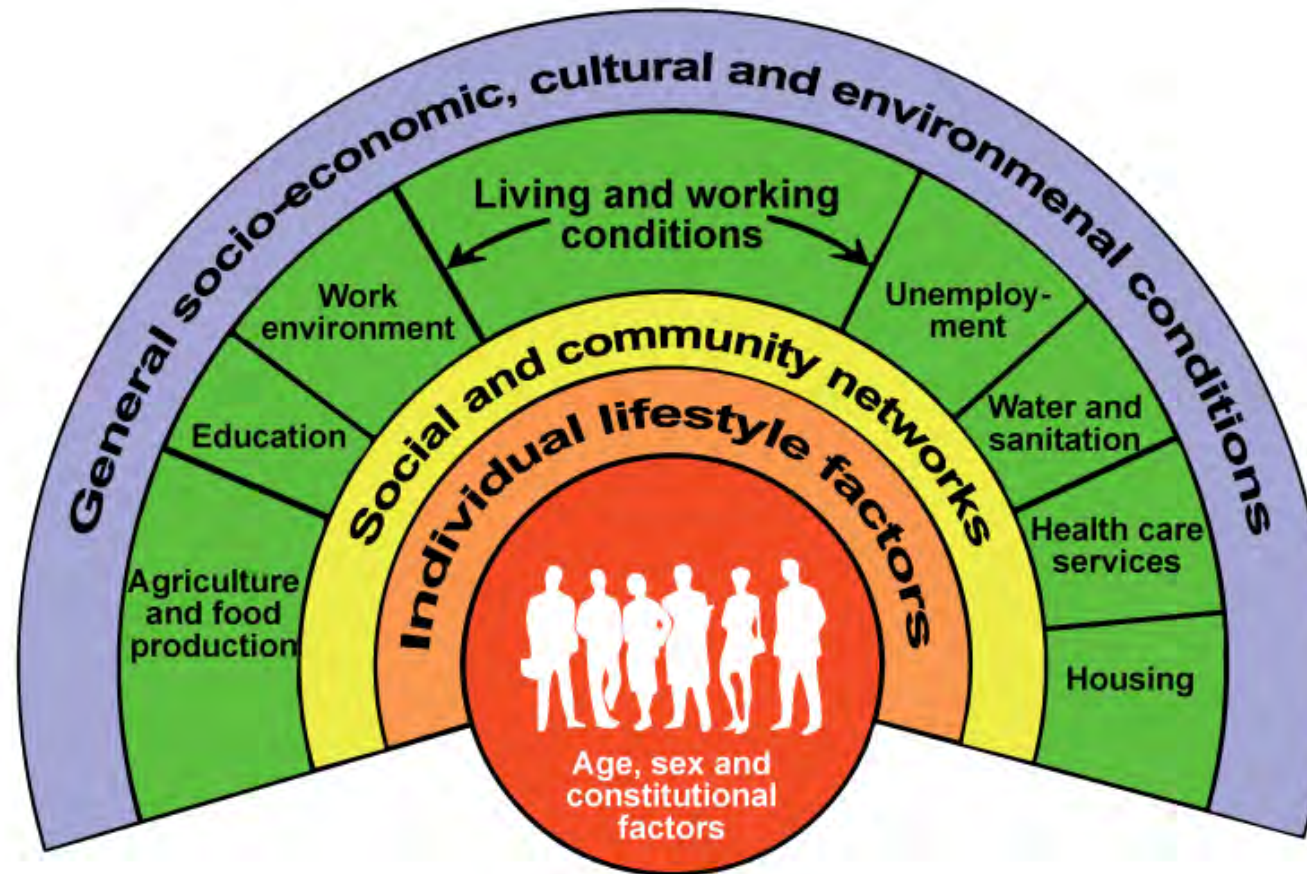 General socio-economic, cultural and environmenal conditions
Living and working
conditions
Work
environment
Education
Agriculture
and food
production
Unemploy-
ment
Water and
sanitation
Health care
services
Housing
Social and community networks
Individual lifestyle factors
Age, sex and
constitutional
factors